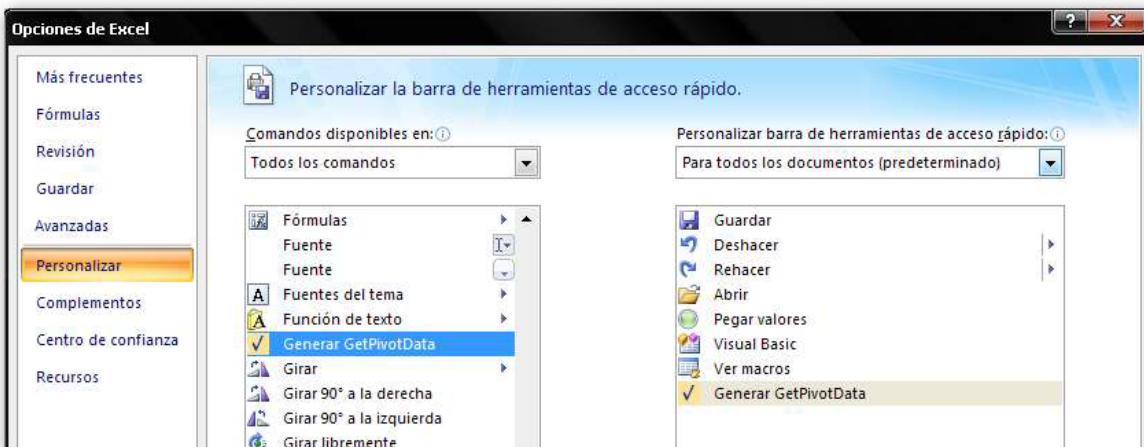 Opciones de Excel
Más frecuentes
Fórmulas
Revisión
Guardar
Avanzadas
Personalizar
Complementos
Centro de confianza
Recursos
Personalizar la barra de herramientas de acceso rápido.
Comandos disponibles en:
Todos los comandos
Fórmulas
Fuente
Fuente
Fuentes del tema
Función de texto
Generar GetPivotData
Girar
Girar 90° a la derecha
Girar 90° a la izquierda
Girar libremente
Personalizar barra de herramientas de acceso rápido:
Para todos los documentos (predeterminado)
Guardar
Deshacer
Rehacer
Abrir
Pegar valores
Visual Basic
Ver macros
Generar GetPivotData